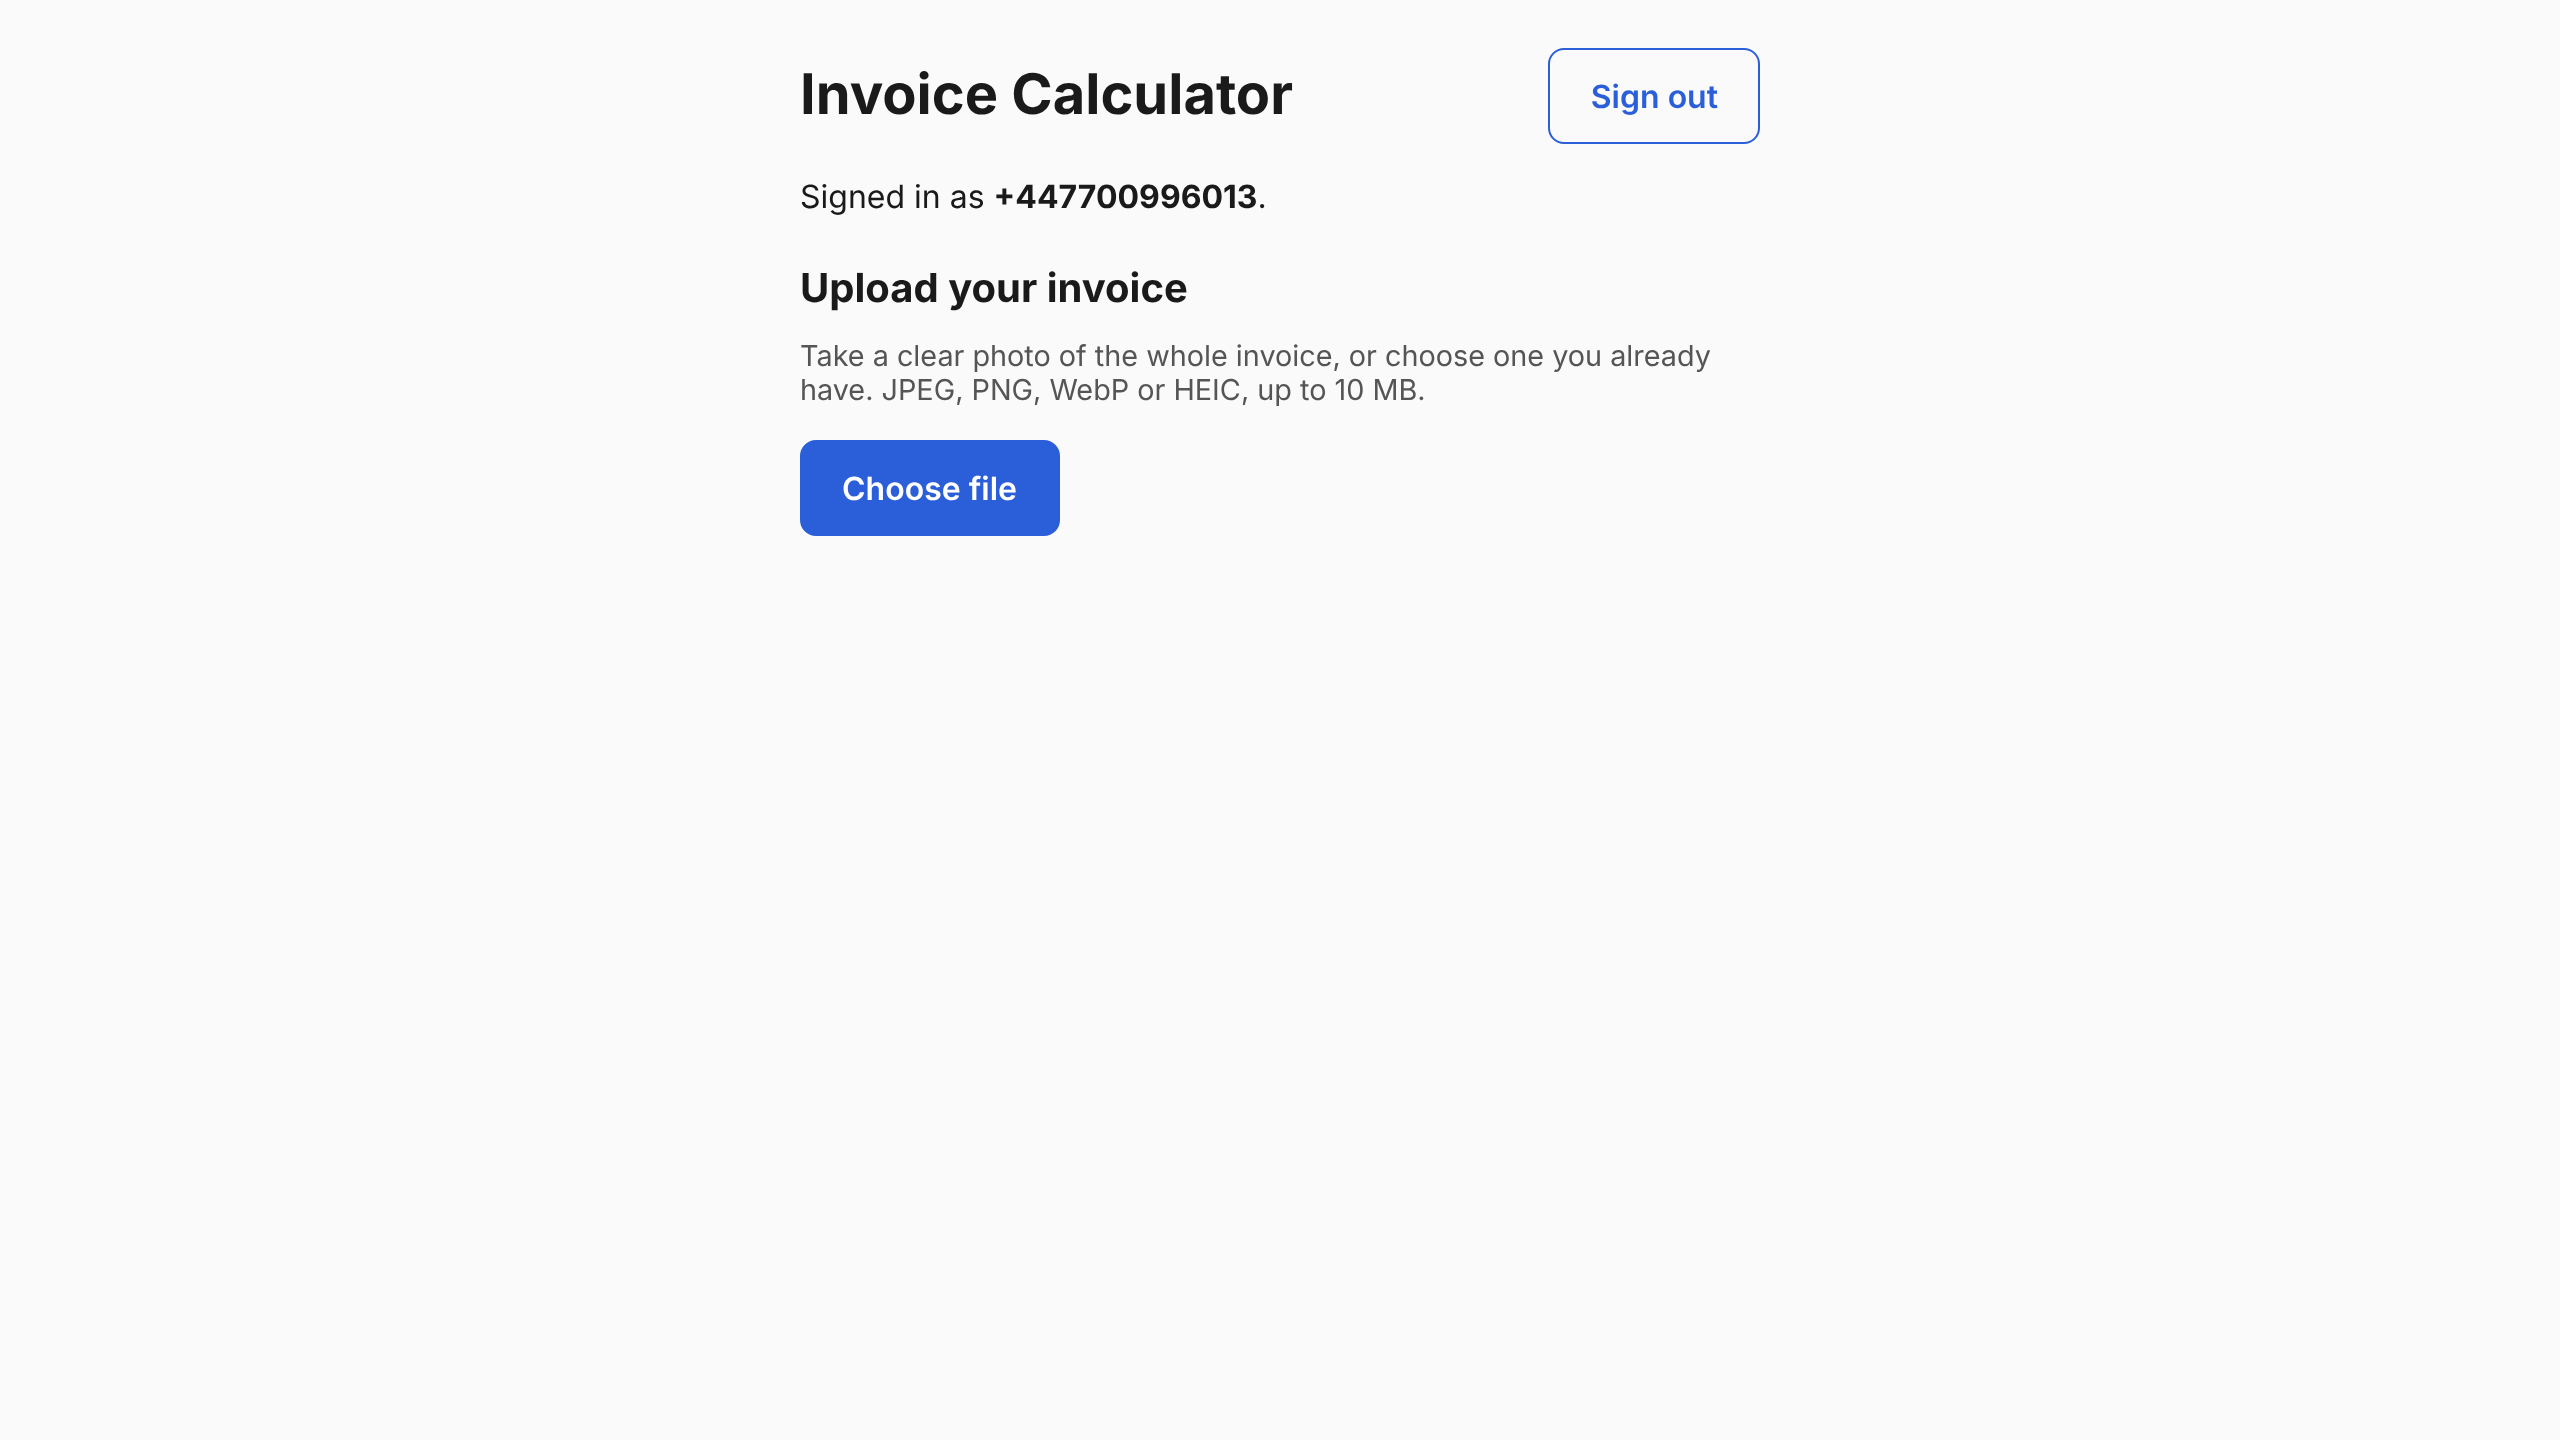 Invoice Calculator
Sign out
Signed in as +447700996013.
Upload your invoice
Take a clear photo of the whole invoice, or choose one you already
have. JPEG, PNG, WebP or HEIC, up to 10 MB.
Choose file